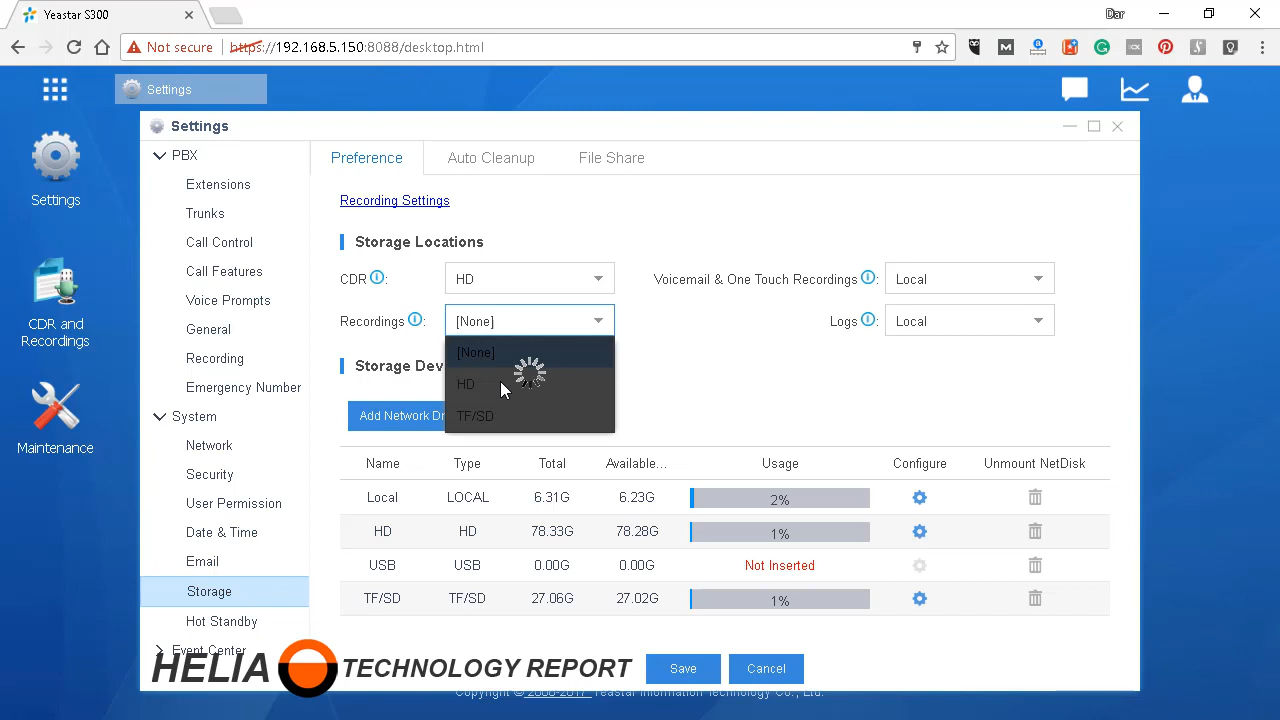 Yeastar S300
Dar
Not secure
https://192.168.5.150:8088/desktop.html
Settings
Settings
PBX
Preference
Auto Cleanup
File Share
Extensions
Settings
Recording Settings
Trunks
Call Control
Storage Locations
Call Features
CDR :
HD
Voicemail & One Touch Recordings :
Local
Voice Prompts
Recordings :
[None]
Logs :
Local
CDR and
Recordings
General
[None]
Recording
Storage Dev
HD
Emergency Number
TF/SD
System
Add Network Dr
Maintenance
Network
Name Type Total Available... Usage Configure Unmount NetDisk
Security
Local LOCAL 6.31G 6.23G 2%
User Permission
HD HD 78.33G 78.28G 1%
Date & Time
Email
USB USB 0.00G 0.00G Not Inserted
Storage
TF/SD TF/SD 27.06G 27.02G 1%
Hot Standby
Event Center
HELIA TECHNOLOGY REPORT
Save
Cancel
Copyright © 2006-2017 Yeastar Information Technology Co., Ltd.